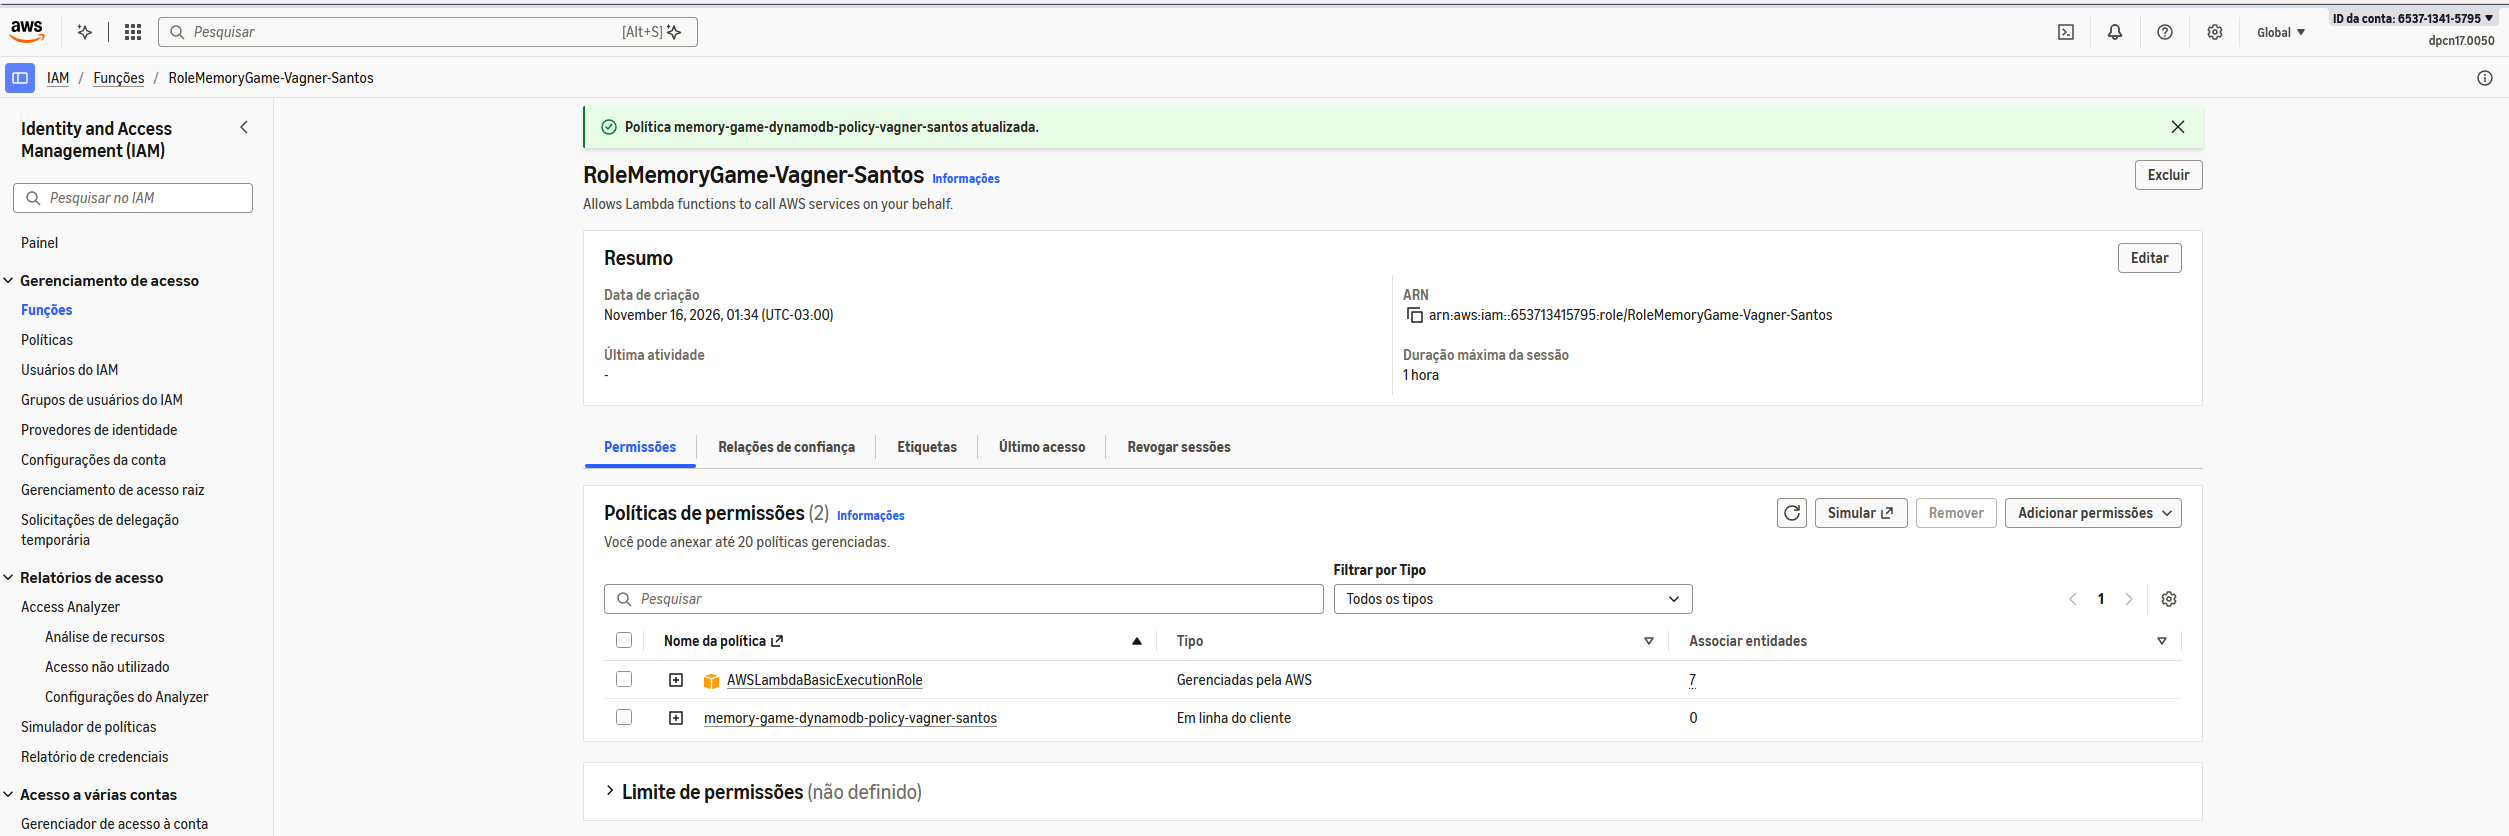 aws
Pesquisar
[Alt+S]
Global
ID da conta: 6537-1341-5795
dpcn17.0050
IAM / Funções / RoleMemoryGame-Vagner-Santos
Identity and Access
Management (IAM)
Pesquisar no IAM
Painel
Gerenciamento de acesso
Funções
Políticas
Usuários do IAM
Grupos de usuários do IAM
Provedores de identidade
Configurações da conta
Gerenciamento de acesso raiz
Solicitações de delegação
temporária
Relatórios de acesso
Access Analyzer
Análise de recursos
Acesso não utilizado
Configurações do Analyzer
Simulador de políticas
Relatório de credenciais
Acesso a várias contas
Gerenciador de acesso à conta
Política memory-game-dynamodb-policy-vagner-santos atualizada.
RoleMemoryGame-Vagner-Santos Informações
Excluir
Allows Lambda functions to call AWS services on your behalf.
Resumo
Editar
Data de criação
November 16, 2026, 01:34 (UTC-03:00)
ARN
arn:aws:iam::653713415795:role/RoleMemoryGame-Vagner-Santos
Última atividade
-
Duração máxima da sessão
1 hora
Permissões
Relações de confiança
Etiquetas
Último acesso
Revogar sessões
Políticas de permissões (2) Informações
Simular
Remover
Adicionar permissões
Você pode anexar até 20 políticas gerenciadas.
Filtrar por Tipo
Pesquisar
Todos os tipos
1
Nome da política
Tipo
Associar entidades
AWSLambdaBasicExecutionRole
Gerenciadas pela AWS
7
memory-game-dynamodb-policy-vagner-santos
Em linha do cliente
0
Limite de permissões (não definido)